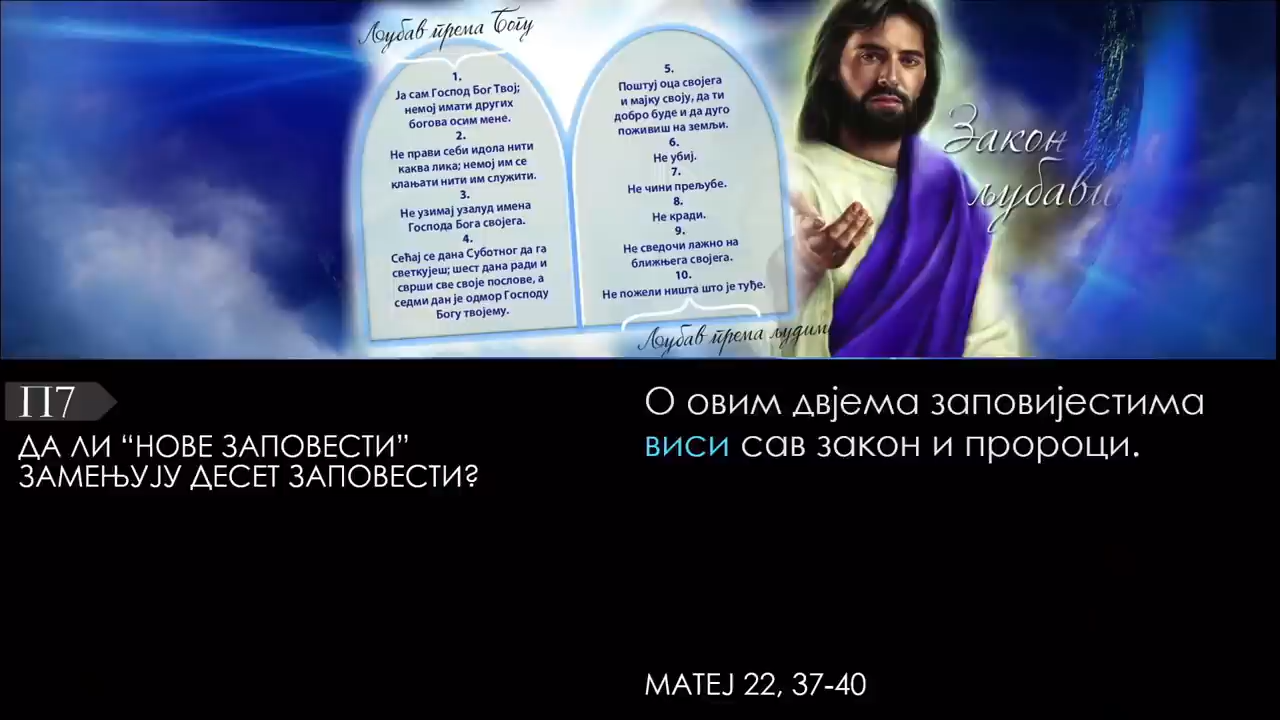 Љубав према Богу
1.
Ја сам Господ Бог Твој;
немој имати других
богова осим мене.
2.
Не прави себи идола нити
каква лика; немој им се
клањати нити им служити.
3.
Не узимај узалуд имена
Господа Бога својега.
4.
Сећај се дана Суботног да га
светкујеш; шест дана ради и
сврши све своје послове, а
седми дан је одмор Господу
Богу твојему.
5.
Поштуј оца својега
и мајку своју, да ти
добро буде и да дуго
поживиш на земљи.
6.
Не убиј.
7.
Не чини прељубе.
8.
Не кради.
9.
Не сведочи лажно на
ближњега својега.
10.
Не пожели ништа што је туђе.
Љубав према људима
Закон
љубави
П7
ДА ЛИ “НОВЕ ЗАПОВЕСТИ”
ЗАМЕЊУЈУ ДЕСЕТ ЗАПОВЕСТИ?
О овим двјема заповијестима
виси сав закон и пророци.
МАТЕЈ 22, 37-40